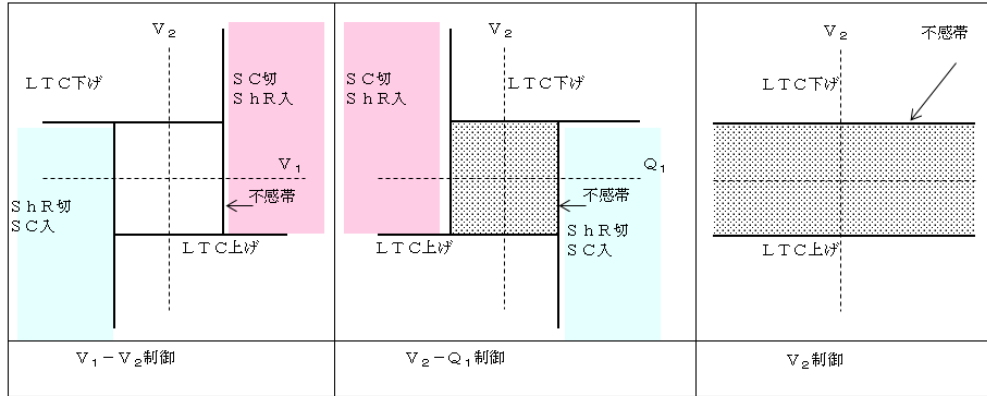 V₂
LTC下げ
SC切
ShR入
V₁
不感帯
ShR切
SC入
LTC上げ
V₁－V₂制御
V₂
SC切
ShR入
LTC下げ
Q₁
不感帯
ShR切
SC入
LTC上げ
V₂－Q₁制御
V₂
不感帯
LTC下げ
LTC上げ
V₂制御